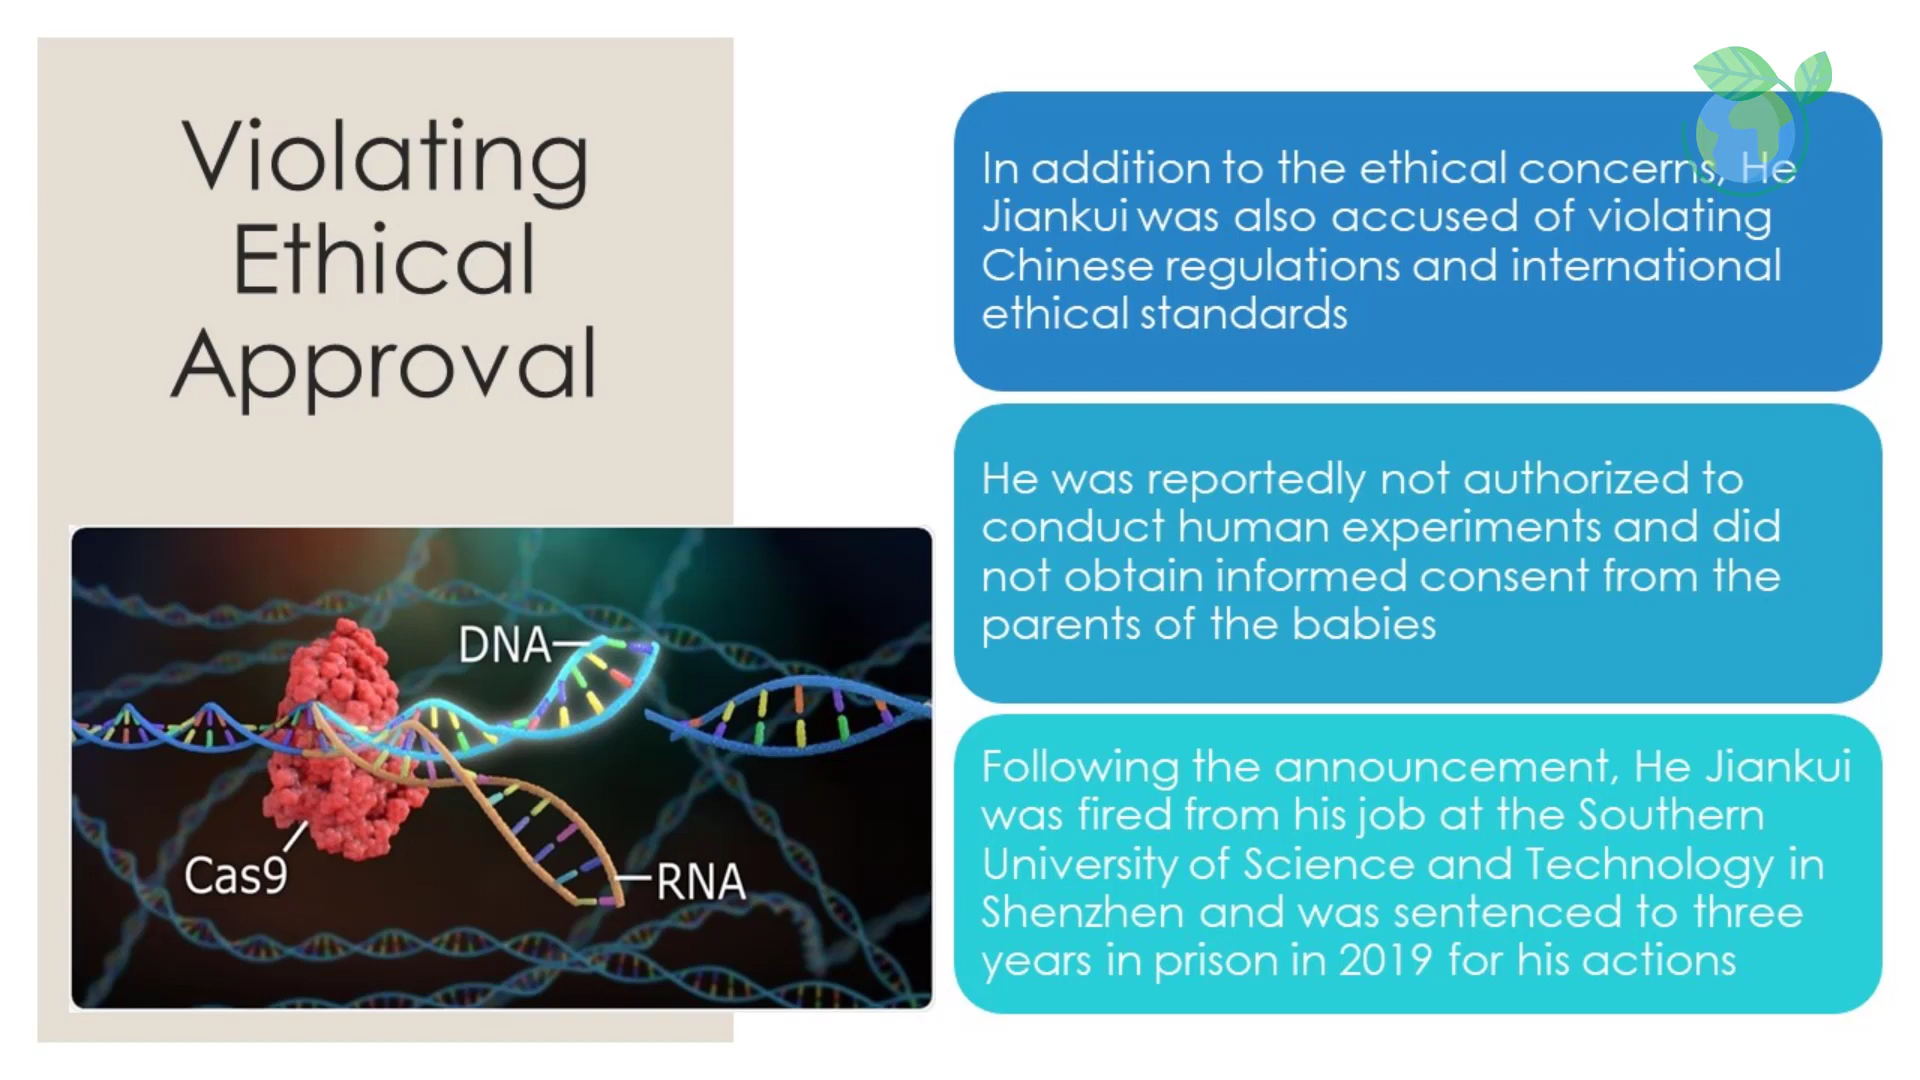 Violating
Ethical
Approval
DNA
Cas9
RNA
In addition to the ethical concerns, He
Jiankui was also accused of violating
Chinese regulations and international
ethical standards
He was reportedly not authorized to
conduct human experiments and did
not obtain informed consent from the
parents of the babies
Following the announcement, He Jiankui
was fired from his job at the Southern
University of Science and Technology in
Shenzhen and was sentenced to three
years in prison in 2019 for his actions